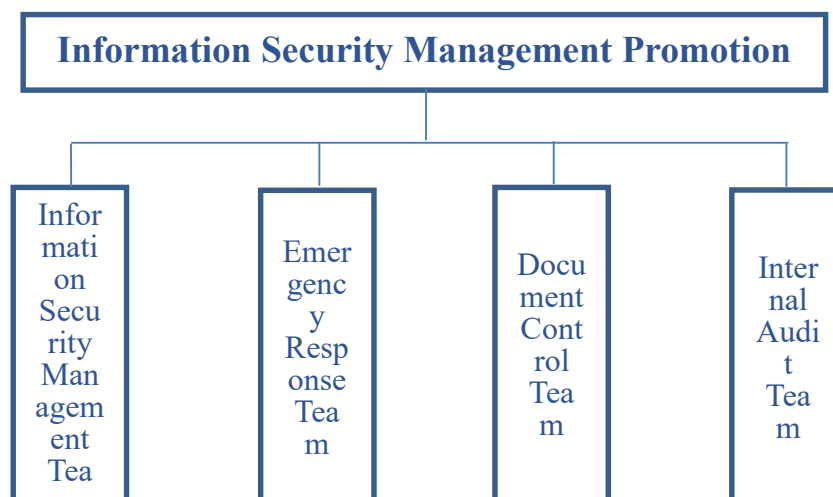 Information Security Management Promotion
Infor
mati
on
Secu
rity
Man
agem
ent
Tea
Emer
genc
y
Resp
onse
Tea
m
Docu
ment
Cont
rol
Tea
m
Inter
nal
Audi
t
Tea
m